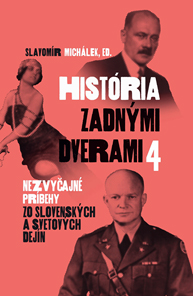 SLAVOMÍR MICHÁLEK, ED.
HISTÓRIA
ZADNÝMI
DVERAMI 4
NEZVYČAJNÉ
PRÍBEHY
ZO SLOVENSKÝCH
A SVETOVÝCH
DEJÍN